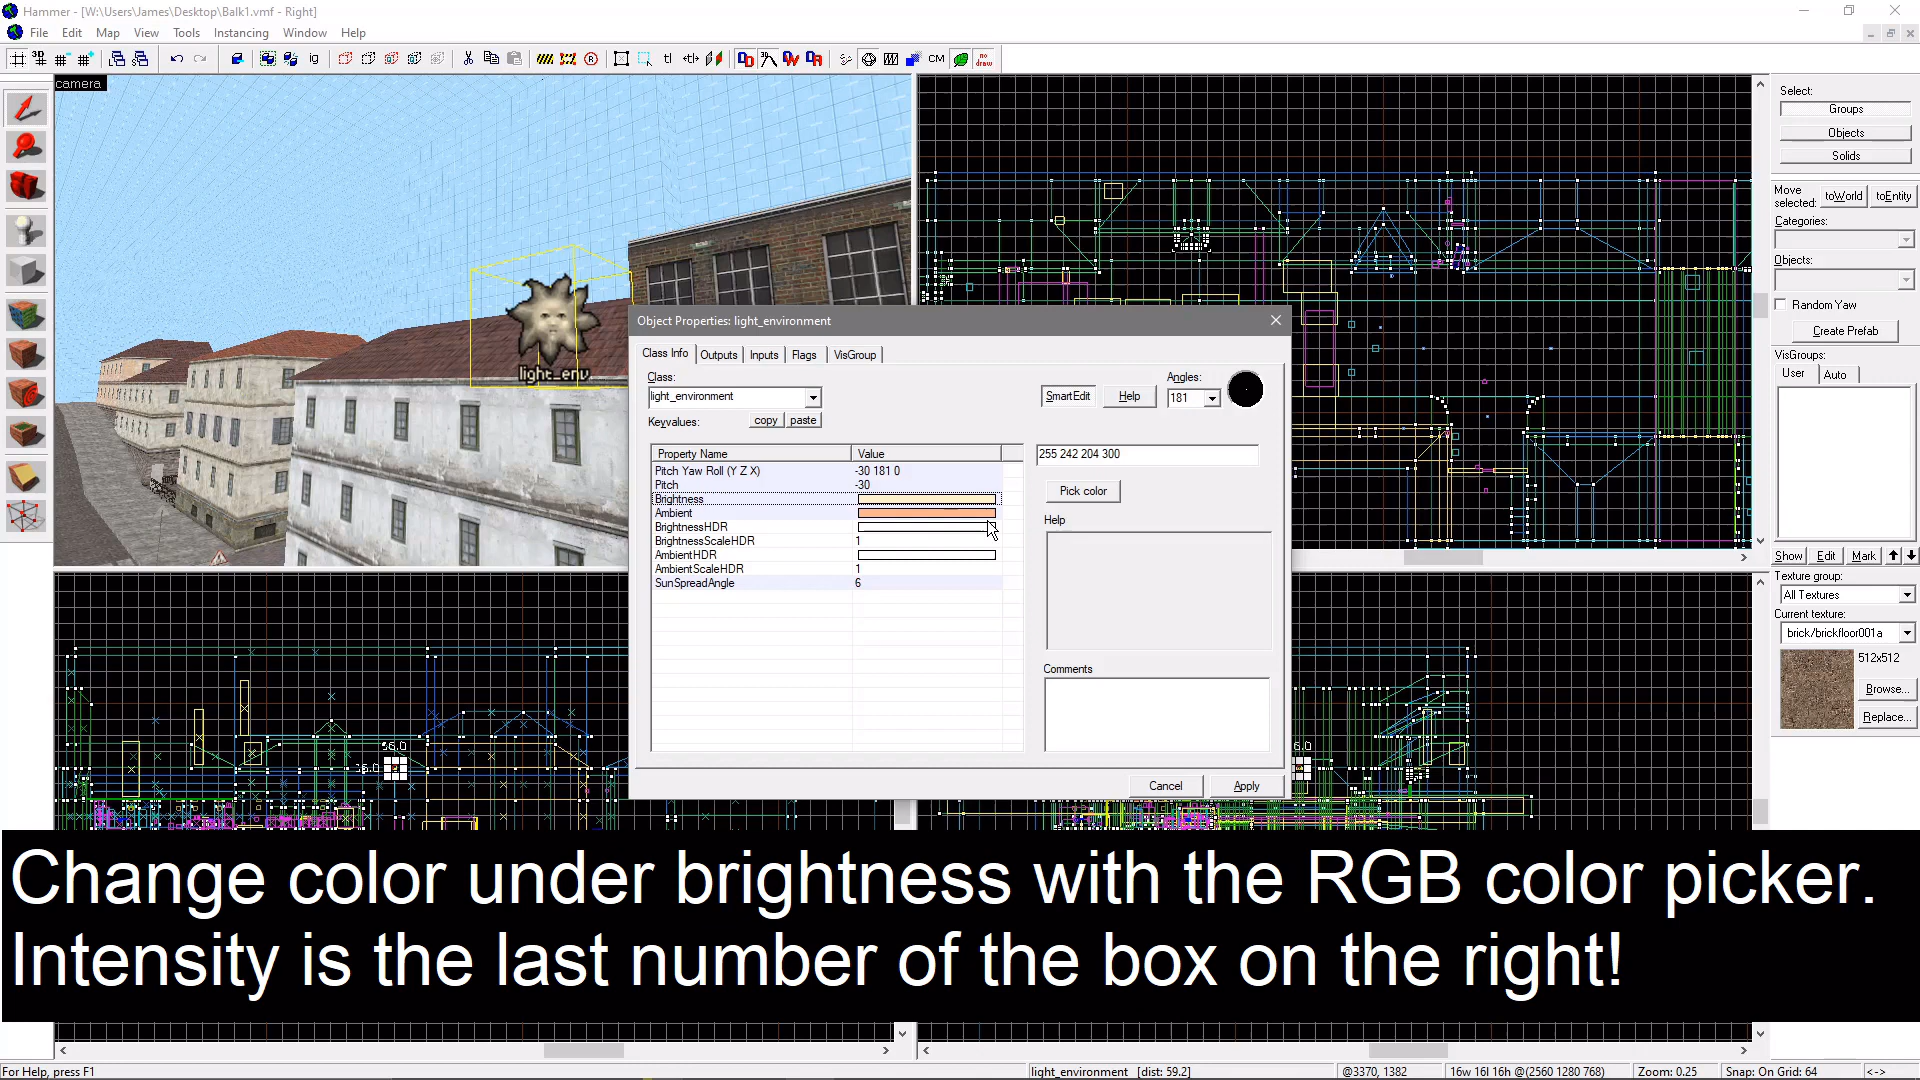 Hammer - [W:\Users\James\Desktop\Balk1.vmf - Right]
File Edit Map View Tools Instancing Window Help
3D ig tl CM no draw
camera
light_env
Select:
Groups
Objects
Solids
Move selected: toWorld toEntity
Categories:
Objects:
Random Yaw
Create Prefab
VisGroups:
User Auto
Show Edit Mark
Texture group:
All Textures
Current texture:
brick/brickfloor001a
512x512
Browse...
Replace...
Object Properties: light_environment
Class Info Outputs Inputs Flags VisGroup
Class:
light_environment
SmartEdit Help
Angles:
181
Keyvalues: copy paste
Property Name Value
Pitch Yaw Roll (Y Z X) -30 181 0
Pitch -30
Brightness
Ambient
BrightnessHDR
BrightnessScaleHDR 1
AmbientHDR
AmbientScaleHDR 1
SunSpreadAngle 6
255 242 204 300
Pick color
Help
Comments
Cancel Apply
Change color under brightness with the RGB color picker.
Intensity is the last number of the box on the right!
For Help, press F1
light_environment [dist: 59.2]
@3370, 1382
16w 16l 16h @(2560 1280 768)
Zoom: 0.25
Snap: On Grid: 64
<->